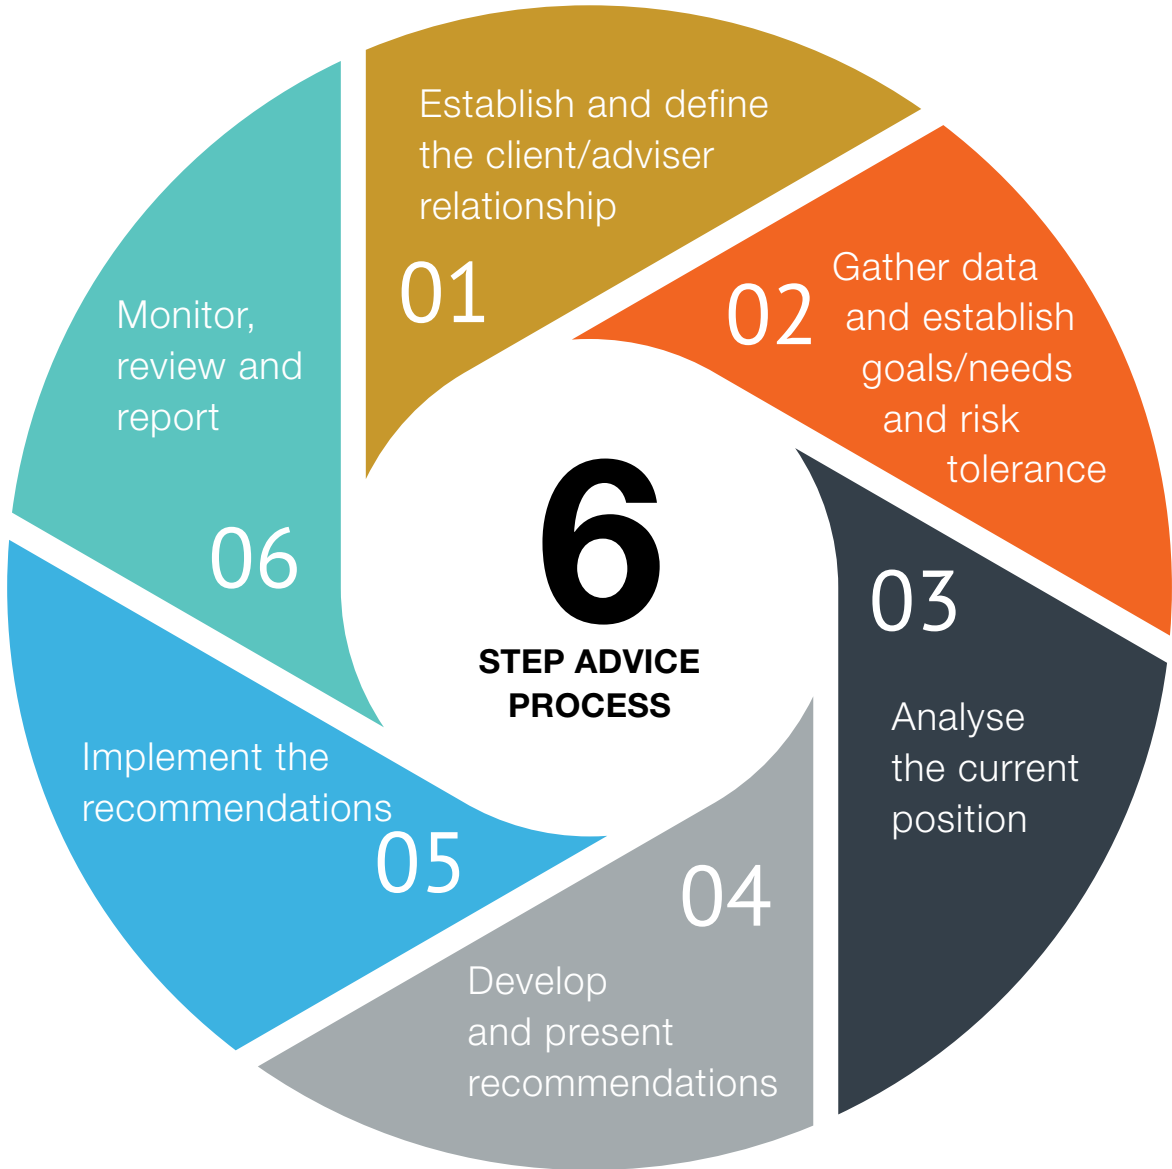 6
STEP ADVICE
PROCESS
01
Establish and define
the client/adviser
relationship
02
Gather data
and establish
goals/needs
and risk
tolerance
03
Analyse
the current
position
04
Develop
and present
recommendations
05
Implement the
recommendations
06
Monitor,
review and
report